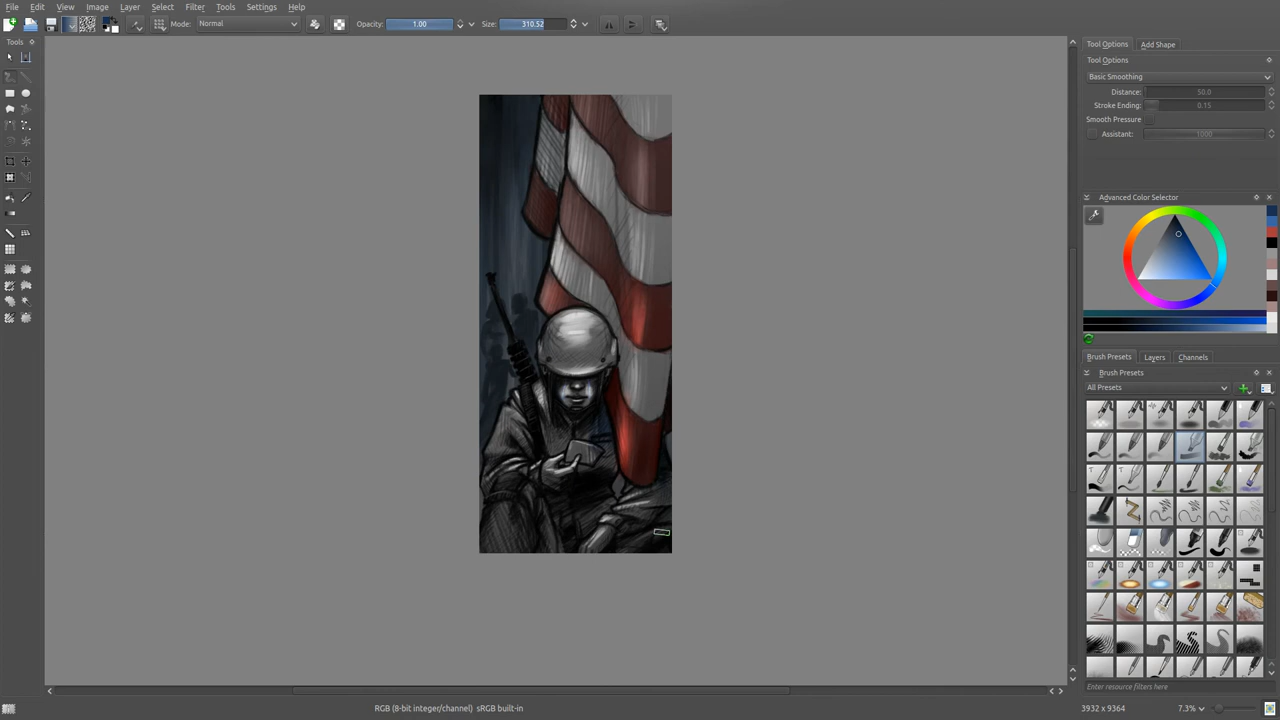 File Edit View Image Layer Select Filter Tools Settings Help
Mode: Normal Opacity: 1.00 Size: 310.52
Tools
Tool Options Add Shape
Tool Options
Basic Smoothing
Distance: 50.0
Stroke Ending: 0.15
Smooth Pressure
Assistant: 1000
Advanced Color Selector
Brush Presets Layers Channels
Brush Presets
All Presets
Enter resource filters here
RGB (8-bit integer/channel) sRGB built-in
3932 x 9364 7.3%